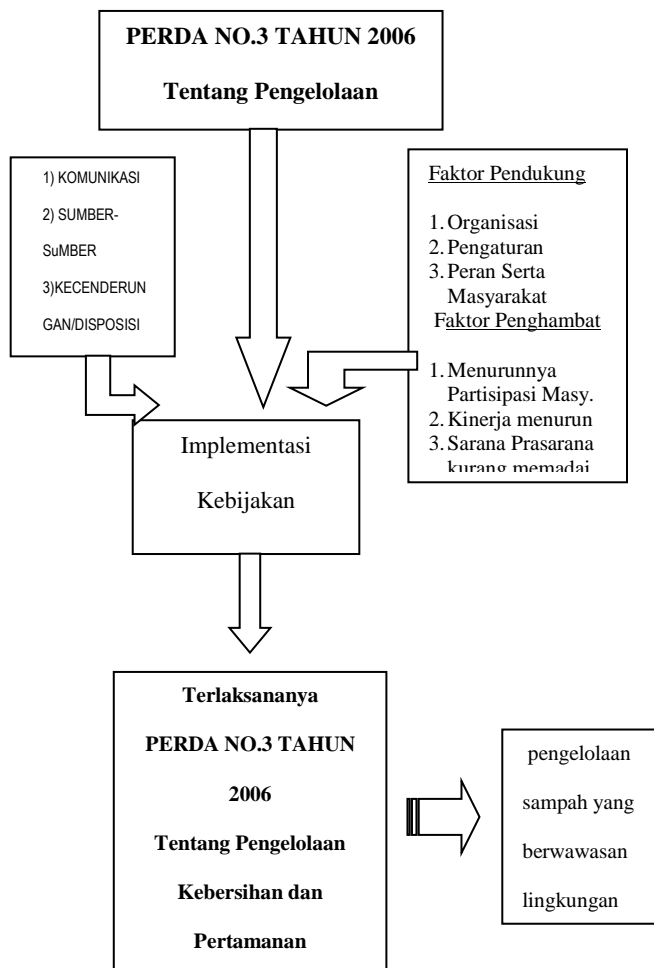 PERDA NO.3 TAHUN 2006
Tentang Pengelolaan
1) KOMUNIKASI
2) SUMBER-
SuMBER
3)KECENDERUN
GAN/DISPOSISI
Faktor Pendukung
1. Organisasi
2. Pengaturan
3. Peran Serta
Masyarakat
Faktor Penghambat
1. Menurunnya
Partisipasi Masy.
2. Kinerja menurun
3. Sarana Prasarana
kurang memadai
Implementasi
Kebijakan
Terlaksananya
PERDA NO.3 TAHUN
2006
Tentang Pengelolaan
Kebersihan dan
Pertamanan
pengelolaan
sampah yang
berwawasan
lingkungan